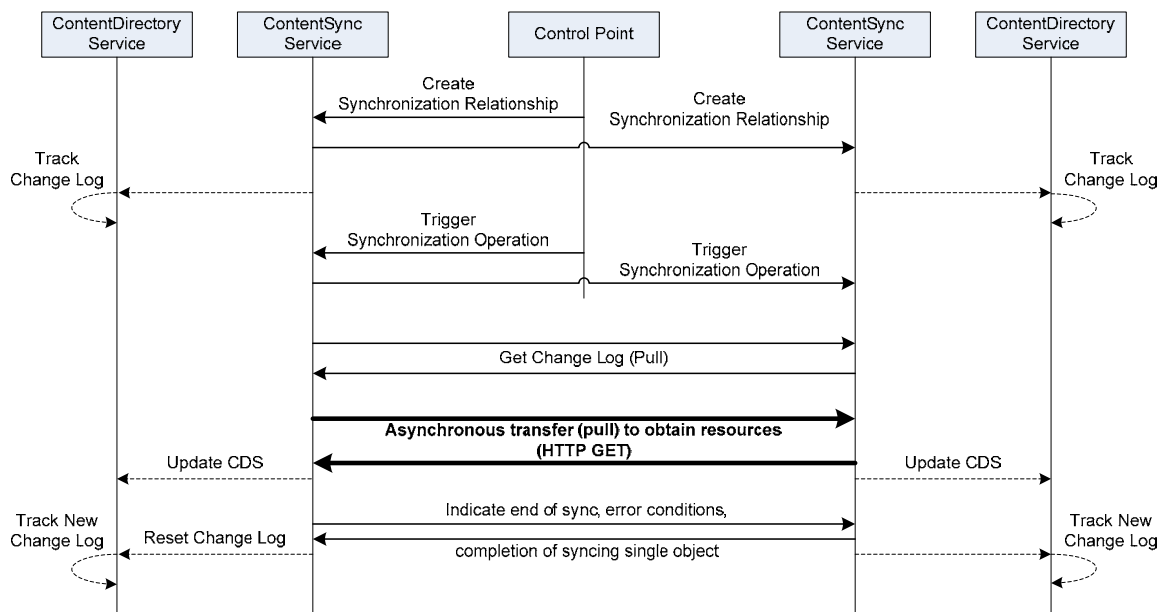 ContentDirectory
Service
ContentSync
Service
Control Point
ContentSync
Service
ContentDirectory
Service
Create
Synchronization Relationship
Create
Synchronization Relationship
Track
Change Log
Track
Change Log
Trigger
Synchronization Operation
Trigger
Synchronization Operation
Get Change Log (Pull)
Asynchronous transfer (pull) to obtain resources
(HTTP GET)
Update CDS
Update CDS
Indicate end of sync, error conditions,
Track New
Change Log
Reset Change Log
completion of syncing single object
Track New
Change Log